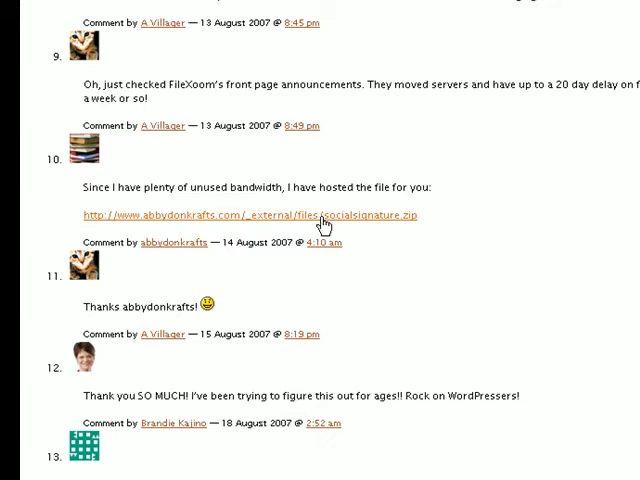 Comment by A Villager — 13 August 2007 @ 8:45 pm
9.
Oh, just checked FileXoom's front page announcements. They moved servers and have up to a 20 day delay on
a week or so!
Comment by A Villager — 13 August 2007 @ 8:49 pm
10.
Since I have plenty of unused bandwidth, I have hosted the file for you:
http://www.abbydonkrafts.com/_external/files/socialsignature.zip
Comment by abbydonkrafts — 14 August 2007 @ 4:10 am
11.
Thanks abbydonkrafts!
Comment by A Villager — 15 August 2007 @ 8:19 pm
12.
Thank you SO MUCH! I've been trying to figure this out for ages!! Rock on WordPressers!
Comment by Brandie Kajino — 18 August 2007 @ 2:52 am
13.